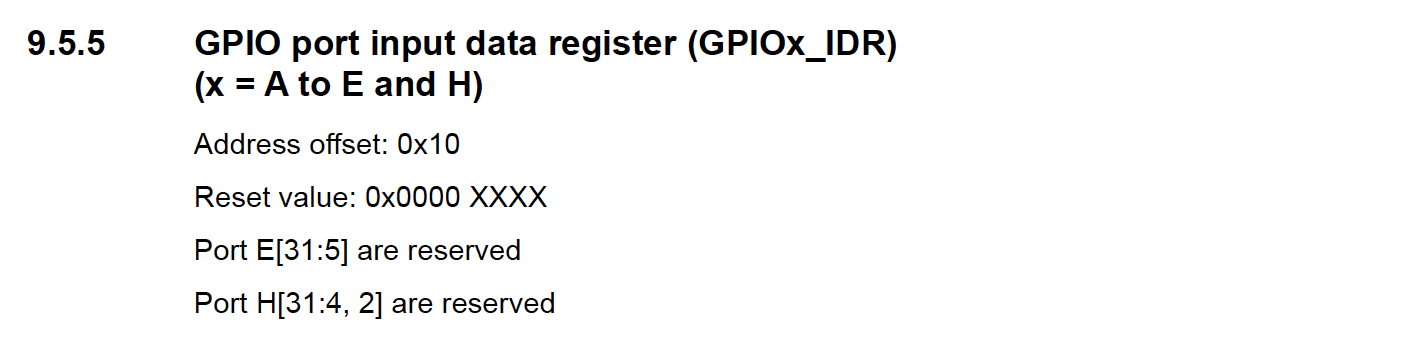 9.5.5 GPIO port input data register (GPIOx_IDR)
(x = A to E and H)
Address offset: 0x10
Reset value: 0x0000 XXXX
Port E[31:5] are reserved
Port H[31:4, 2] are reserved